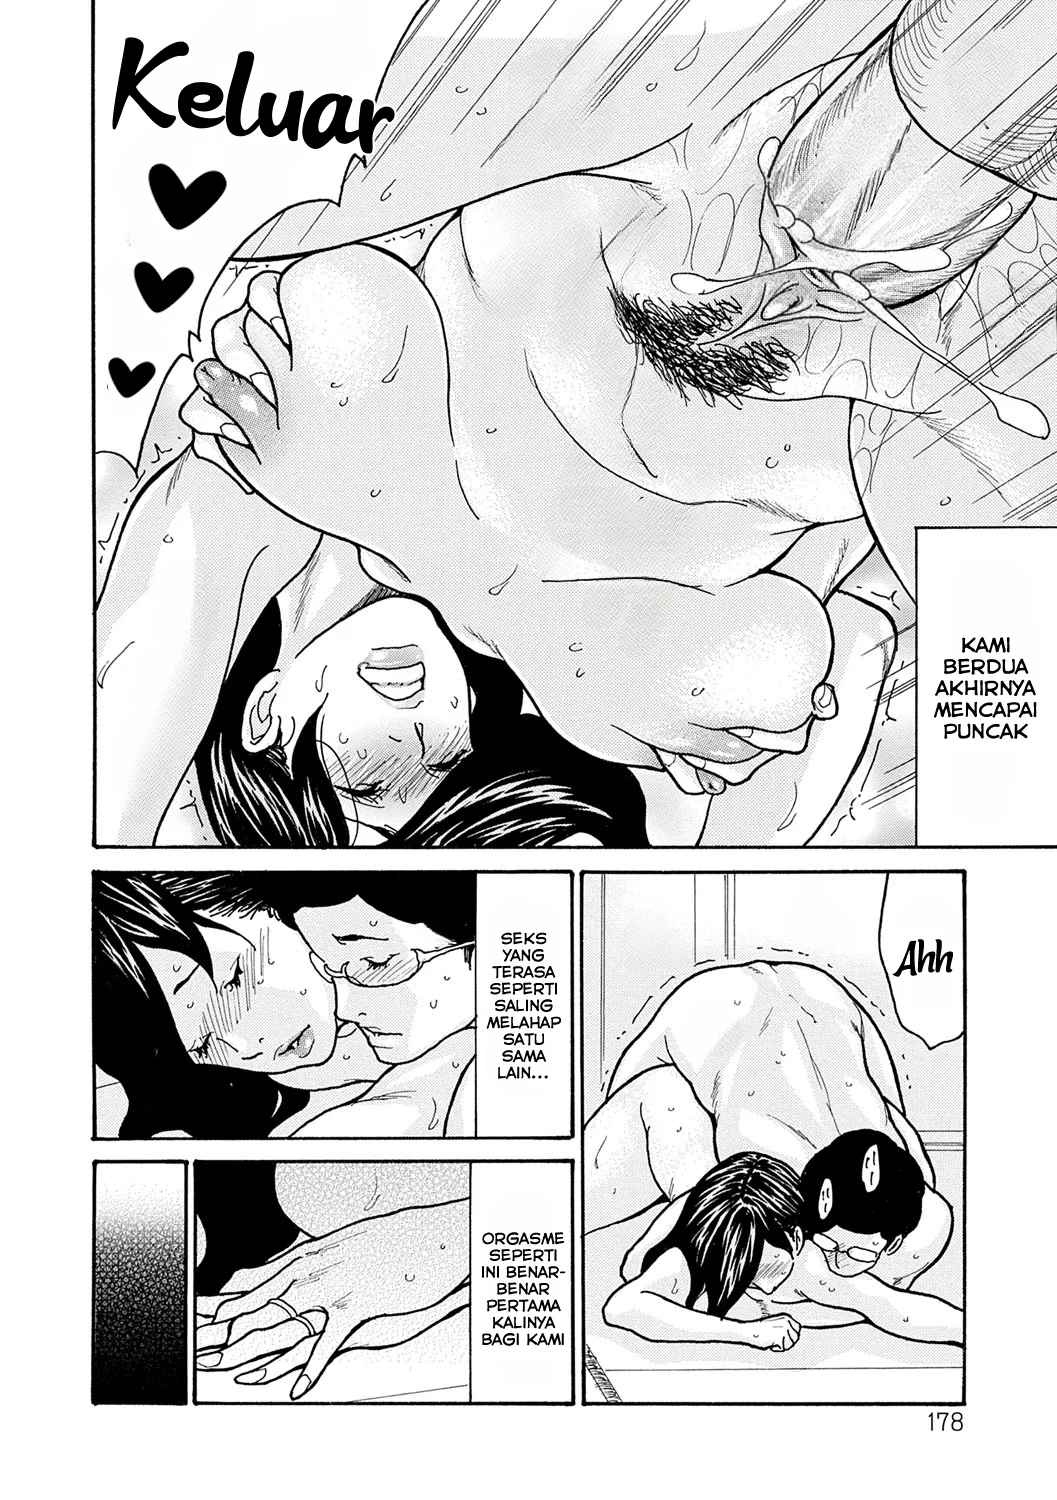 Keluar
KAMI
BERDUA
AKHIRNYA
MENCAPAI
PUNCAK
SEKS
YANG
TERASA
SEPERTI
SALING
MELAHAP
SATU
SAMA
LAIN...
Ahh
ORGASME
SEPERTI
INI BENAR-
BENAR
PERTAMA
KALINYA
BAGI KAMI
178